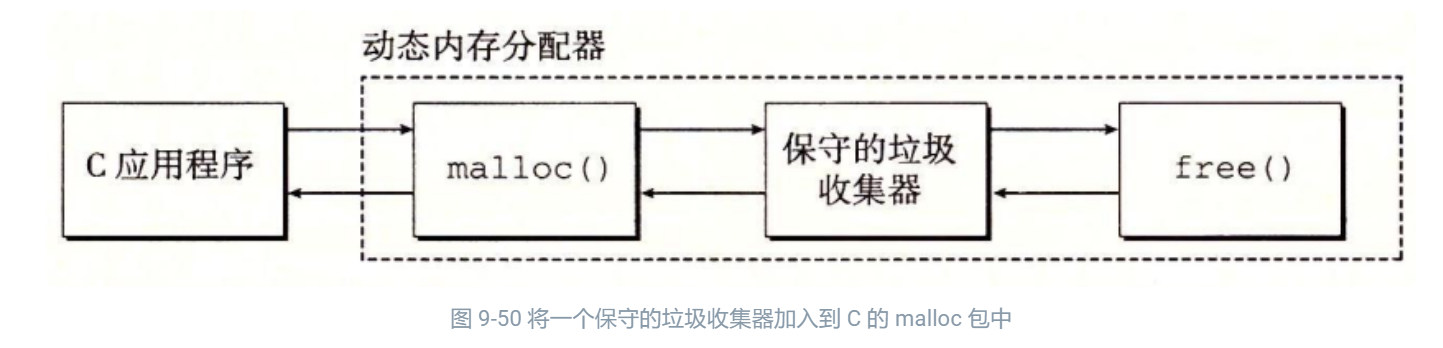 动态内存分配器
C 应用程序
malloc()
保守的垃圾
收集器
free()
图 9-50 将一个保守的垃圾收集器加入到 C 的 malloc 包中